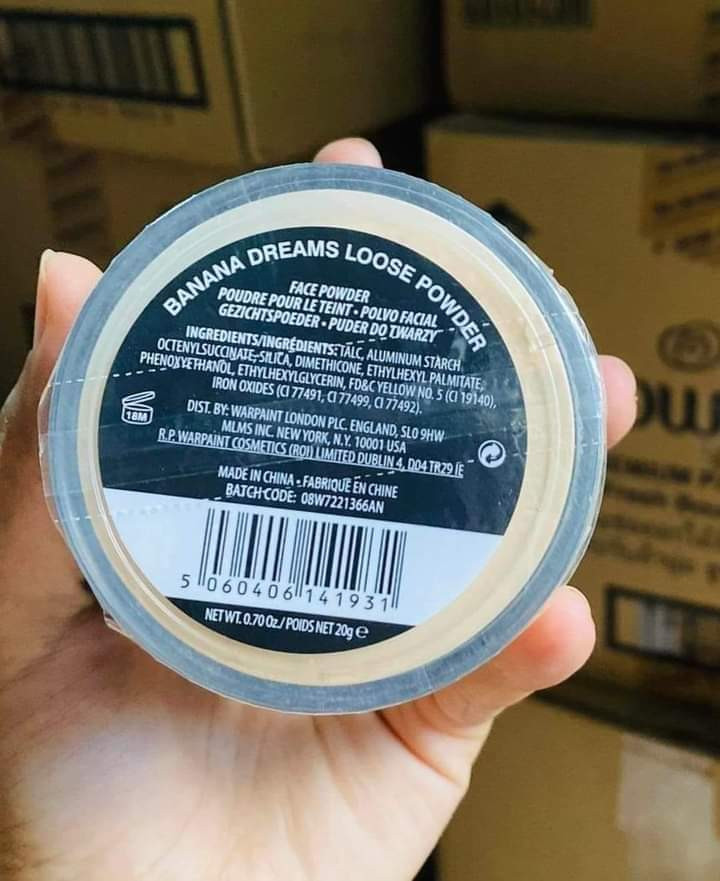 BANANA DREAMS LOOSE POWDER
FACE POWDER
POUDRE POUR LE TEINT • POLVO FACIAL
GEZICHTSPOEDER • PUDER DO TWARZY
INGREDIENTS/INGRÉDIENTS: TALC, ALUMINUM STARCH
OCTENYLSUCCINATE, SILICA, DIMETHICONE, ETHYLHEXYL PALMITATE,
PHENOXYETHANOL, ETHYLHEXYLGLYCERIN, FD&C YELLOW NO. 5 (CI 19140),
IRON OXIDES (CI 77491, CI 77499, CI 77492).
18M
DIST. BY: WARPAINT LONDON PLC. ENGLAND, SL0 9HW
MLMS INC. NEW YORK, N.Y. 10001 USA
R.P. WARPAINT COSMETICS (ROI) LIMITED DUBLIN 4, D04 TR29 IE
MADE IN CHINA • FABRIQUÉ EN CHINE
BATCH CODE: 08W7221366AN
5 060406 141931
NET WT. 0.70 Oz./ POIDS NET 20g e